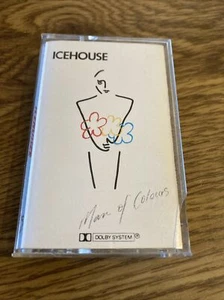 ICEHOUSE
Man of Colours
DOLBY SYSTEM